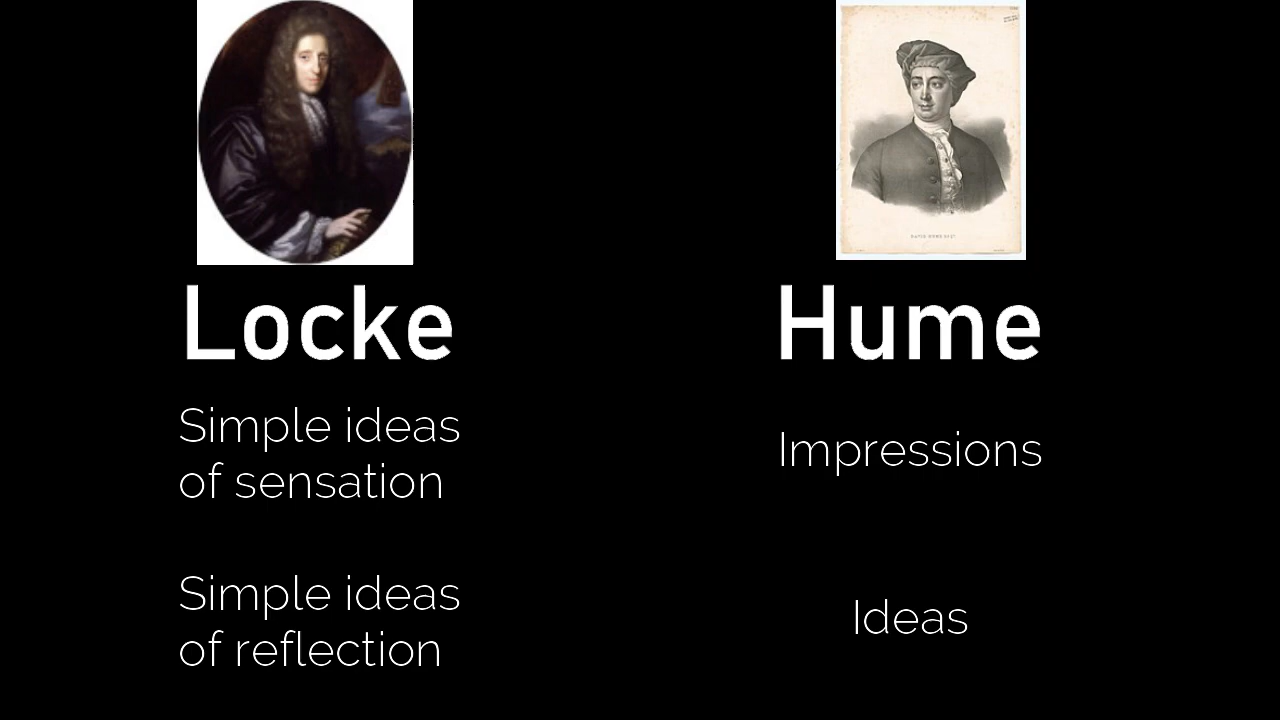 Locke
Simple ideas
of sensation
Simple ideas
of reflection
Hume
Impressions
Ideas